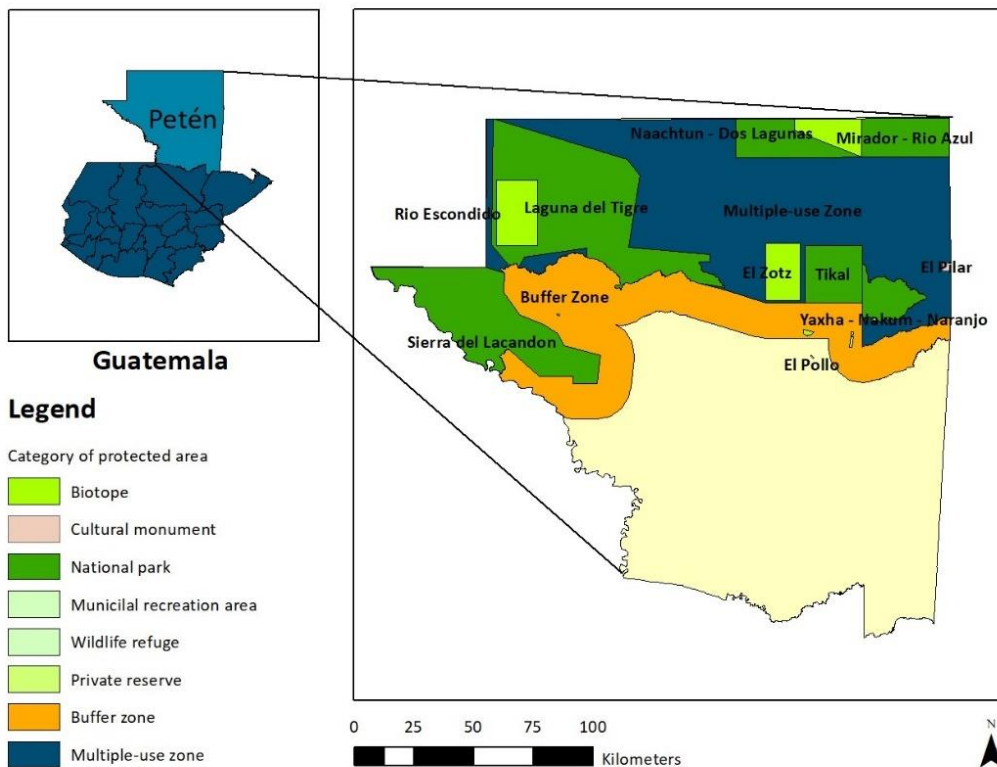 Petén
Guatemala
Legend
Category of protected area
Biotope
Cultural monument
National park
Municilal recreation area
Wildlife refuge
Private reserve
Buffer zone
Multiple-use zone
Naachtun - Dos Lagunas
Mirador - Rio Azul
Rio Escondido
Laguna del Tigre
Multiple-use Zone
El Zotz
Tikal
El Pilar
Buffer Zone
Yaxha - Nakum - Naranjo
Sierra del Lacandon
El Pollo
0 25 50 75 100
Kilometers
N